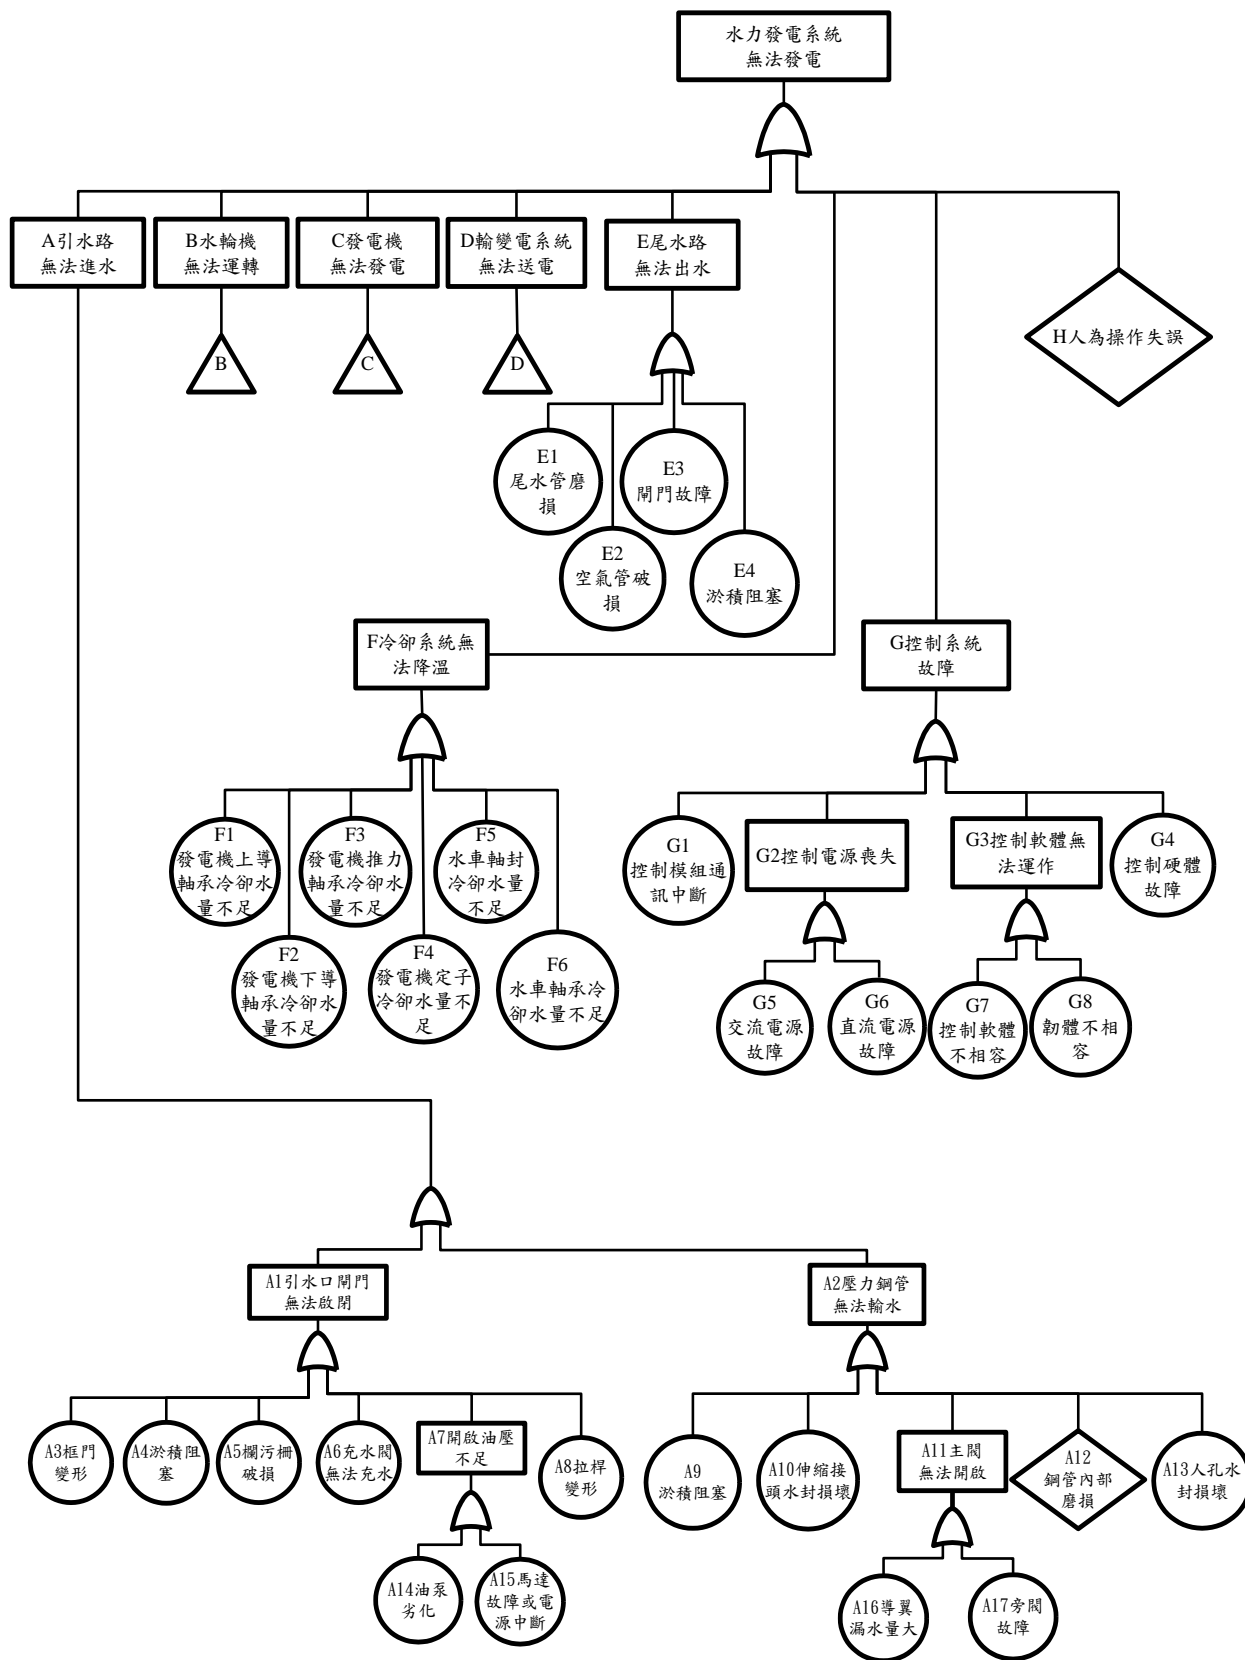 水力發電系統
無法發電
A引水路
無法進水
B水輪機
無法運轉
C發電機
無法發電
D輸變電系統
無法送電
E尾水路
無法出水
H人為操作失誤
B
C
D
E1
尾水管磨
損
E2
空氣管破
損
E3
閘門故障
E4
淤積阻塞
F冷卻系統無
法降溫
G控制系統
故障
F1
發電機上導
軸承冷卻水
量不足
F2
發電機下導
軸承冷卻水
量不足
F3
發電機推力
軸承冷卻水
量不足
F4
發電機定子
冷卻水量不
足
F5
水車軸封
冷卻水量
不足
F6
水車軸承冷
卻水量不足
G1
控制模組通
訊中斷
G2控制電源喪失
G3控制軟體無
法運作
G4
控制硬體
故障
G5
交流電源
故障
G6
直流電源
故障
G7
控制軟體
不相容
G8
韌體不相
容
A1引水口閘門
無法啟閉
A2壓力鋼管
無法輸水
A3框門
變形
A4淤積阻
塞
A5欄污柵
破損
A6充水閥
無法充水
A7開啟油壓
不足
A8拉桿
變形
A9
淤積阻塞
A10伸缩接
頭水封損壞
A11主閥
無法開啟
A12
鋼管內部
磨損
A13人孔水
封損壞
A14油泵
劣化
A15馬達
故障或電
源中斷
A16導翼
漏水量大
A17旁閥
故障